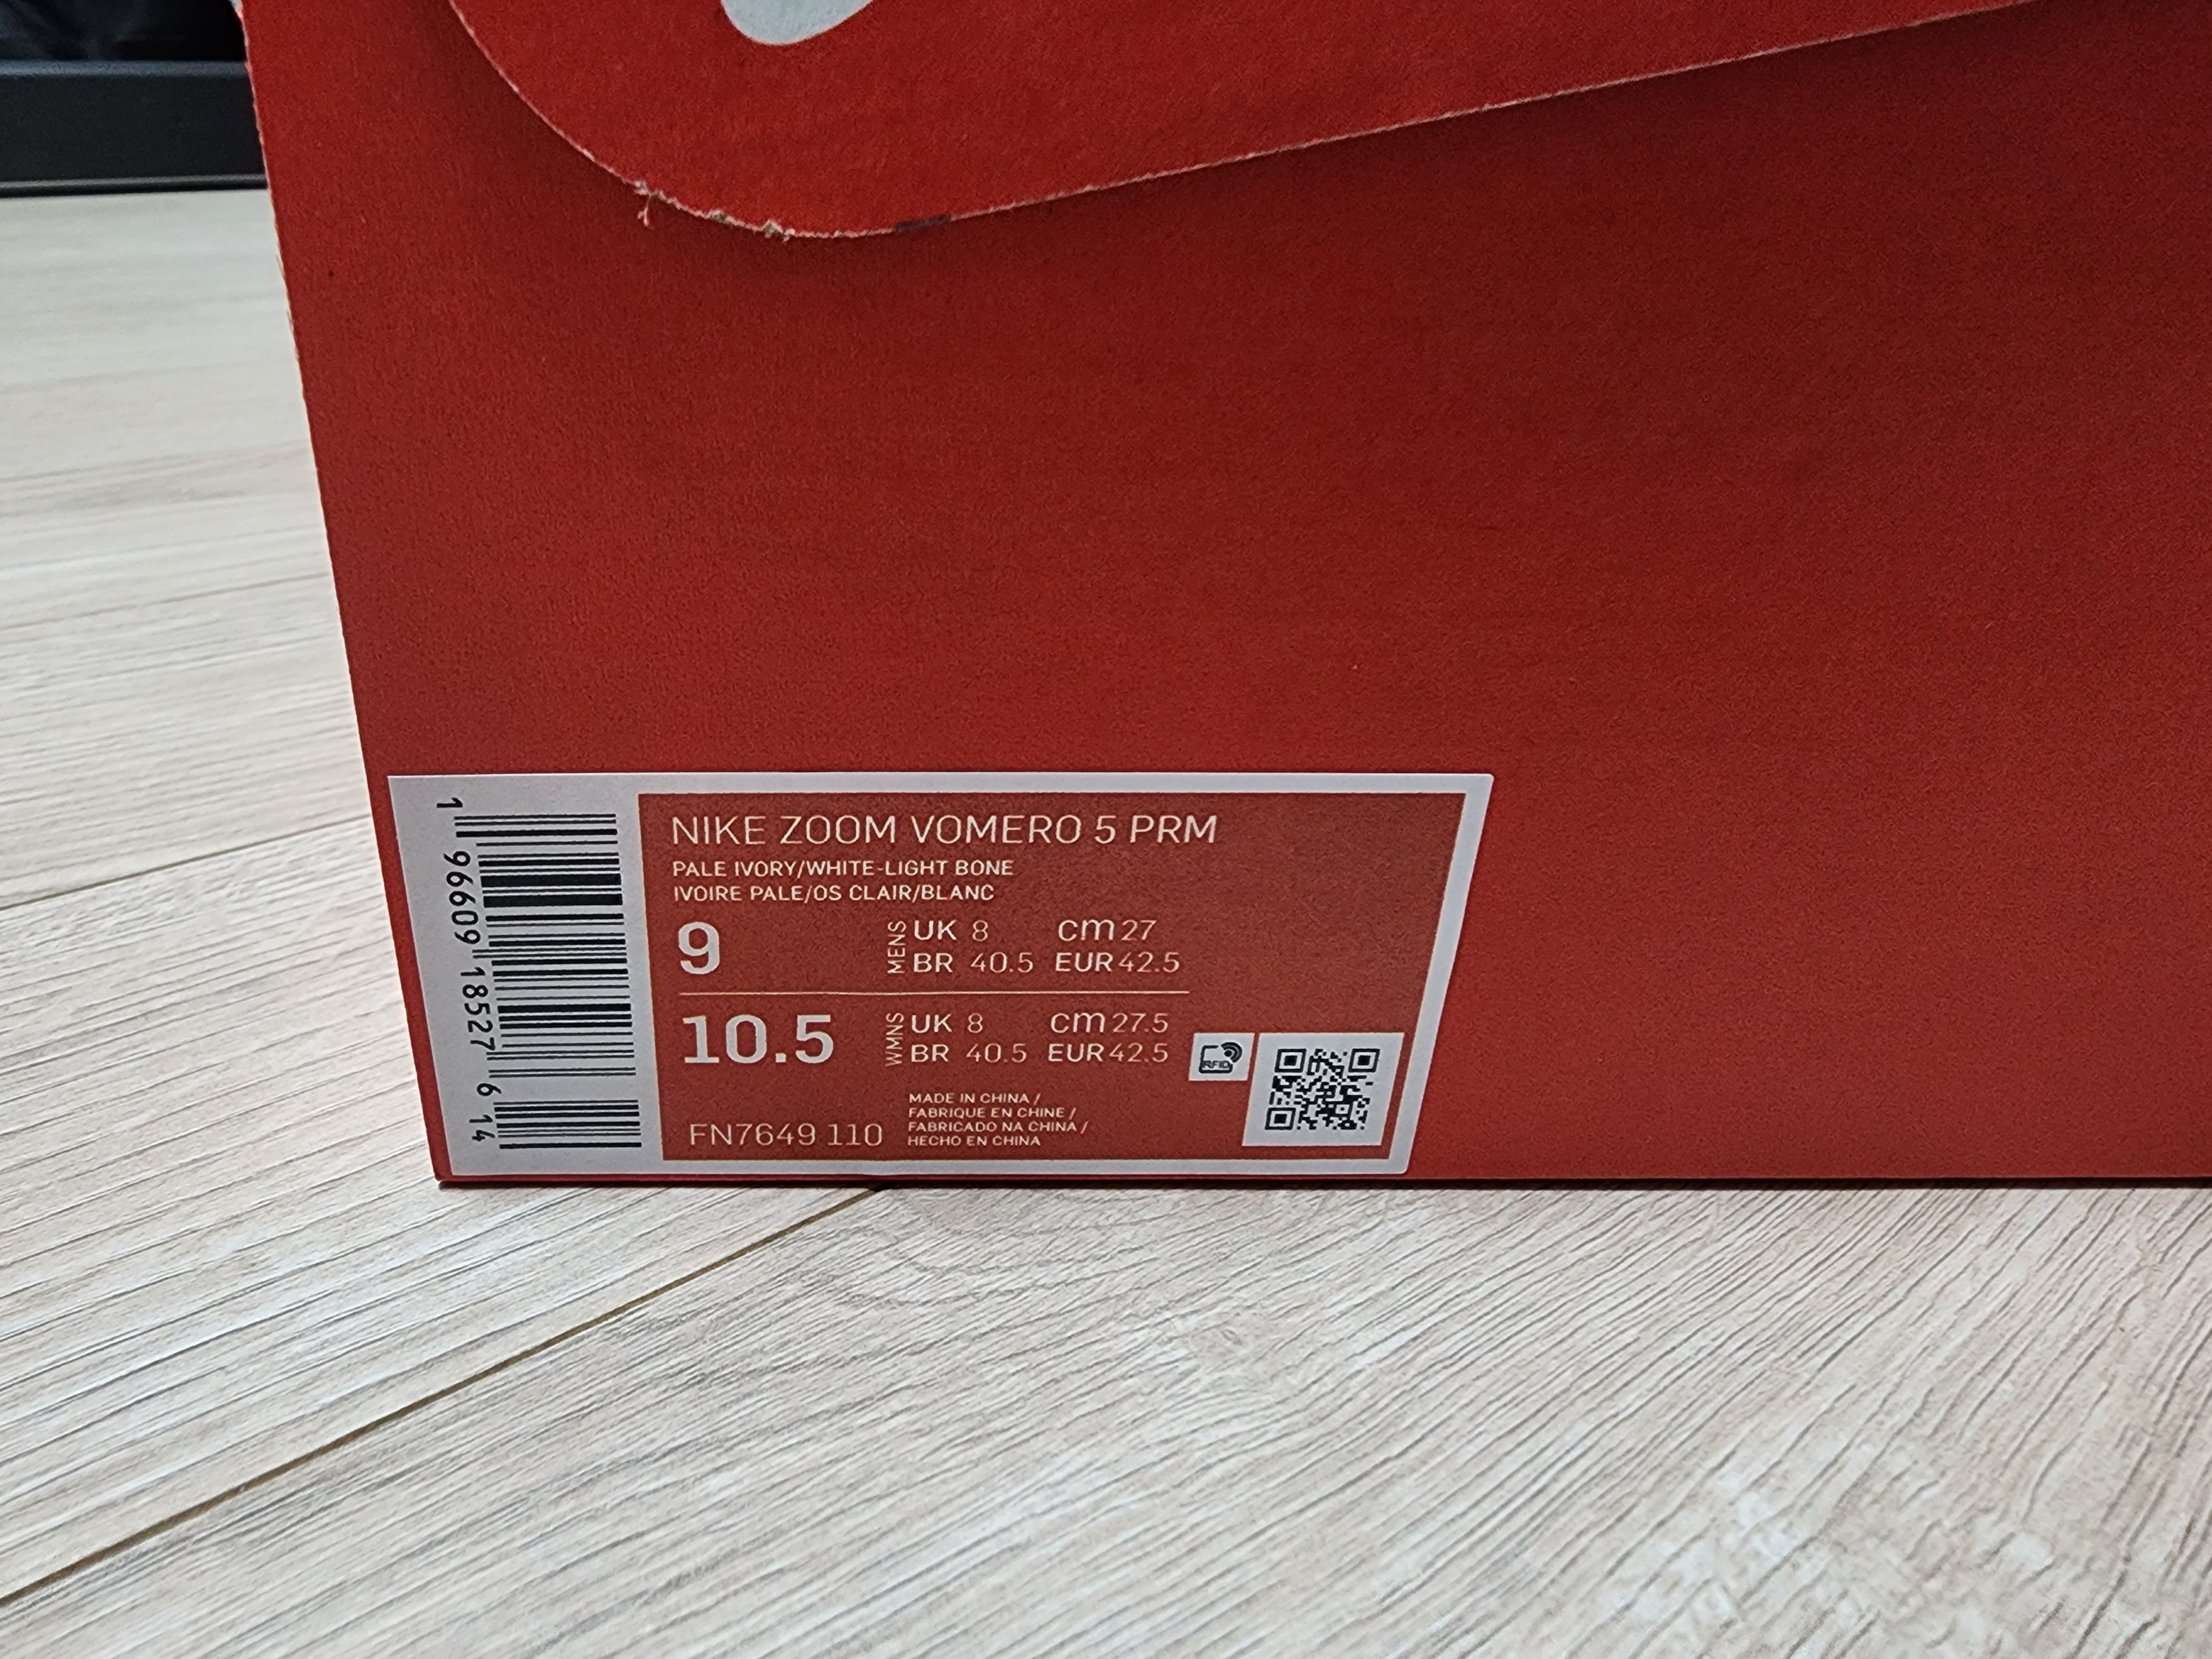 NIKE ZOOM VOMERO 5 PRM
PALE IVORY/WHITE-LIGHT BONE
IVOIRE PALE/OS CLAIR/BLANC
9 MENS UK 8 cm 27
BR 40.5 EUR 42.5
10.5 WMNS UK 8 cm 27.5
BR 40.5 EUR 42.5
RFID
MADE IN CHINA /
FABRIQUE EN CHINE /
FABRICADO NA CHINA /
HECHO EN CHINA
FN7649 110
1 96609 18527 6 14